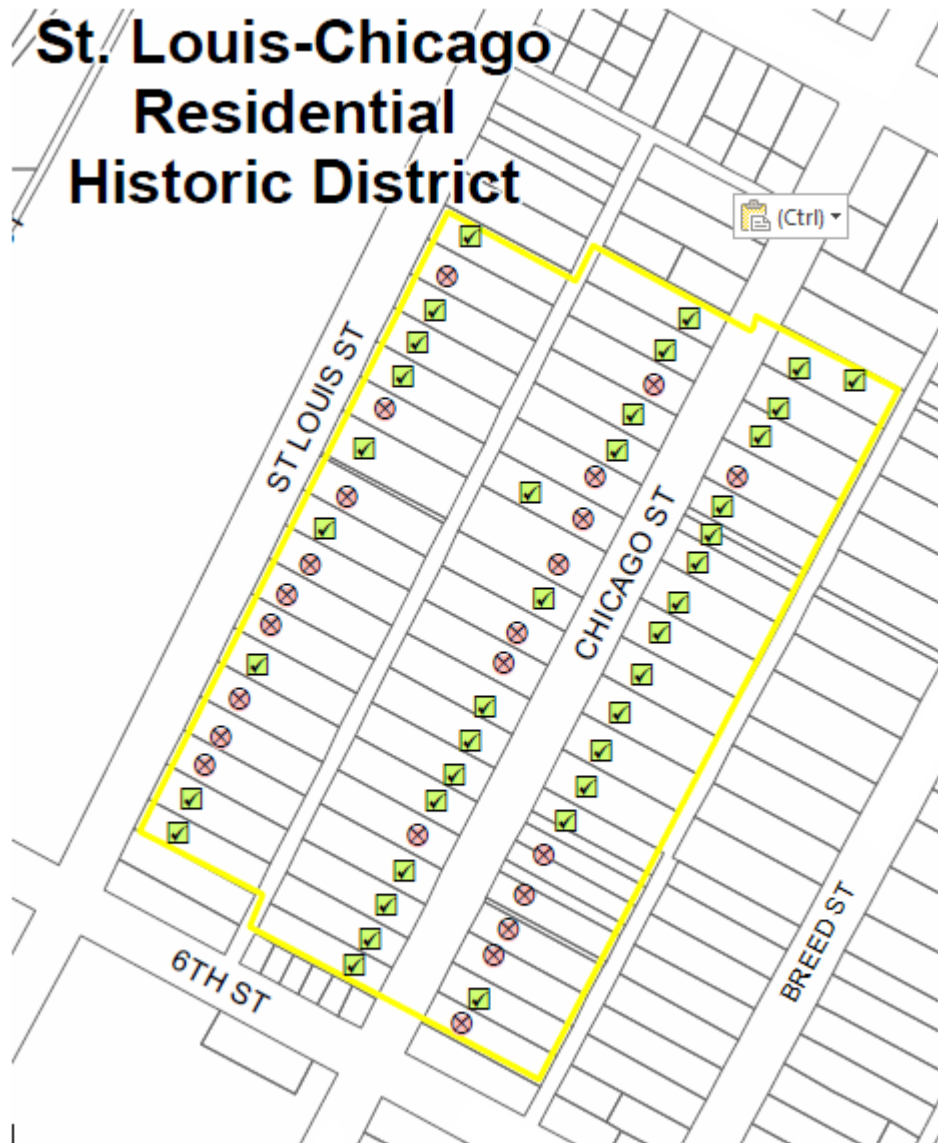 St. Louis-Chicago
Residential
Historic District
(Ctrl)
ST LOUIS ST
CHICAGO ST
BREED ST
6TH ST